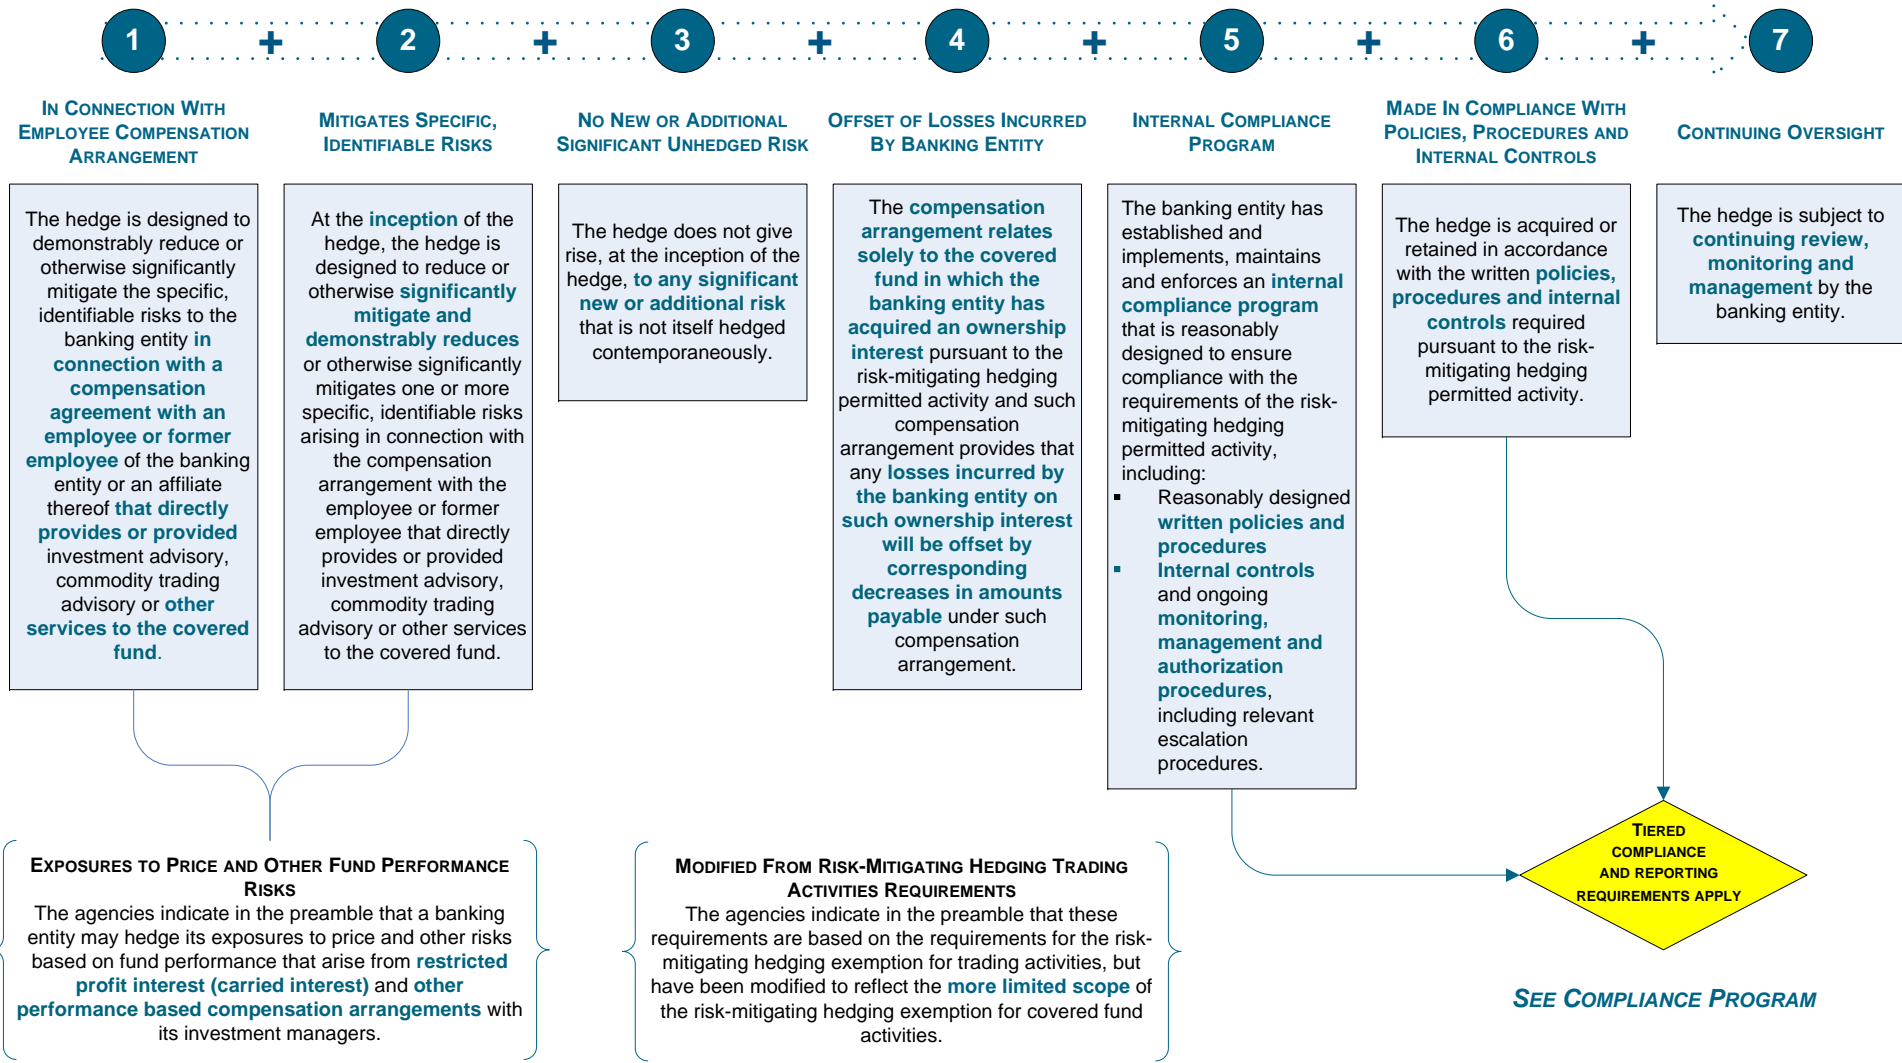 1 + 2 + 3 + 4 + 5 + 6 + 7
IN CONNECTION WITH
EMPLOYEE COMPENSATION
ARRANGEMENT
The hedge is designed to
demonstrably reduce or
otherwise significantly
mitigate the specific,
identifiable risks to the
banking entity in
connection with a
compensation
agreement with an
employee or former
employee of the banking
entity or an affiliate
thereof that directly
provides or provided
investment advisory,
commodity trading
advisory or other
services to the covered
fund.
MITIGATES SPECIFIC,
IDENTIFIABLE RISKS
At the inception of the
hedge, the hedge is
designed to reduce or
otherwise significantly
mitigate and
demonstrably reduces
or otherwise significantly
mitigates one or more
specific, identifiable risks
arising in connection with
the compensation
arrangement with the
employee or former
employee that directly
provides or provided
investment advisory,
commodity trading
advisory or other services
to the covered fund.
NO NEW OR ADDITIONAL
SIGNIFICANT UNHEDGED RISK
The hedge does not give
rise, at the inception of the
hedge, to any significant
new or additional risk
that is not itself hedged
contemporaneously.
OFFSET OF LOSSES INCURRED
BY BANKING ENTITY
The compensation
arrangement relates
solely to the covered
fund in which the
banking entity has
acquired an ownership
interest pursuant to the
risk-mitigating hedging
permitted activity and such
compensation
arrangement provides that
any losses incurred by
the banking entity on
such ownership interest
will be offset by
corresponding
decreases in amounts
payable under such
compensation
arrangement.
INTERNAL COMPLIANCE
PROGRAM
The banking entity has
established and
implements, maintains
and enforces an internal
compliance program
that is reasonably
designed to ensure
compliance with the
requirements of the risk-
mitigating hedging
permitted activity,
including:
▪ Reasonably designed
written policies and
procedures
▪ Internal controls
and ongoing
monitoring,
management and
authorization
procedures,
including relevant
escalation
procedures.
MADE IN COMPLIANCE WITH
POLICIES, PROCEDURES AND
INTERNAL CONTROLS
The hedge is acquired or
retained in accordance
with the written policies,
procedures and internal
controls required
pursuant to the risk-
mitigating hedging
permitted activity.
CONTINUING OVERSIGHT
The hedge is subject to
continuing review,
monitoring and
management by the
banking entity.
EXPOSURES TO PRICE AND OTHER FUND PERFORMANCE
RISKS
The agencies indicate in the preamble that a banking
entity may hedge its exposures to price and other risks
based on fund performance that arise from restricted
profit interest (carried interest) and other
performance based compensation arrangements with
its investment managers.
MODIFIED FROM RISK-MITIGATING HEDGING TRADING
ACTIVITIES REQUIREMENTS
The agencies indicate in the preamble that these
requirements are based on the requirements for the risk-
mitigating hedging exemption for trading activities, but
have been modified to reflect the more limited scope of
the risk-mitigating hedging exemption for covered fund
activities.
TIERED
COMPLIANCE
AND REPORTING
REQUIREMENTS APPLY
SEE COMPLIANCE PROGRAM